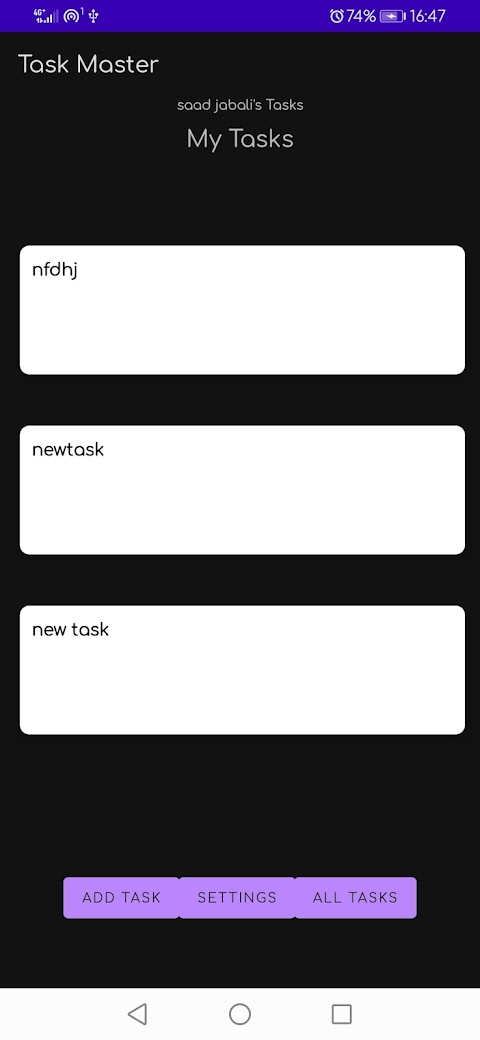 4G+ 1 74% 16:47
Task Master
saad jabali's Tasks
My Tasks
nfdhj
newtask
new task
ADD TASK SETTINGS ALL TASKS